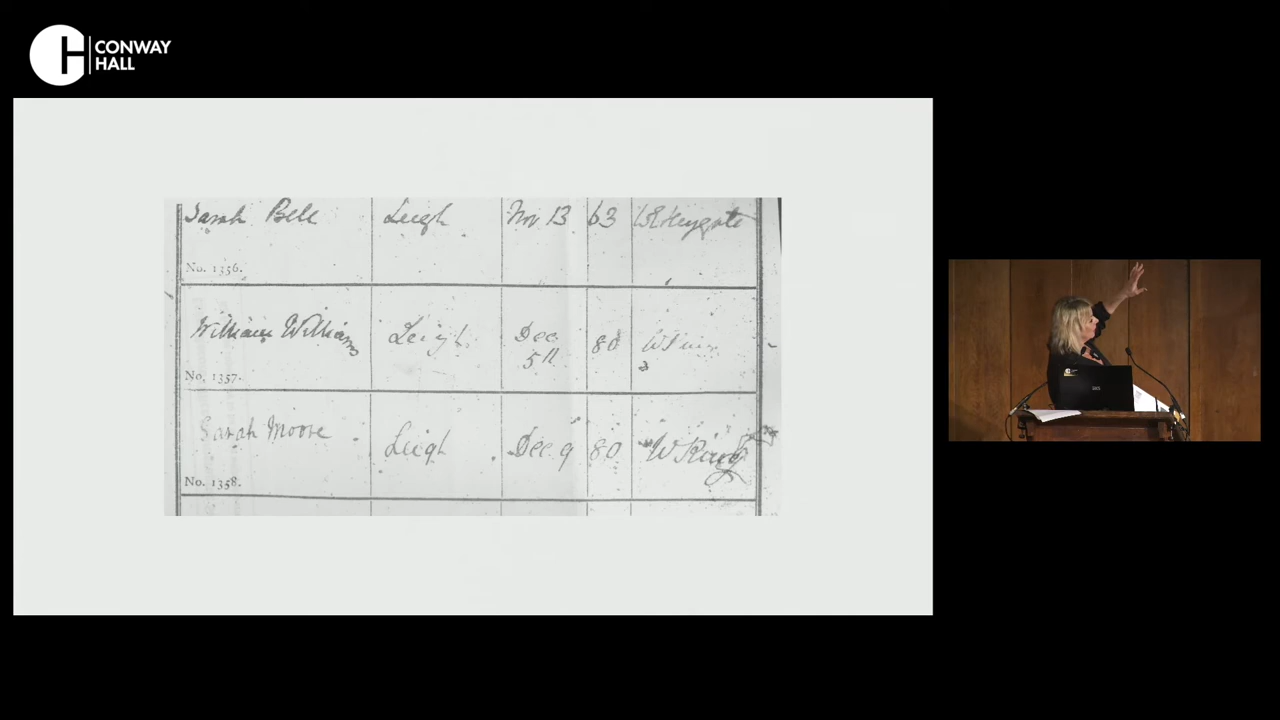 CONWAY
HALL
Sarah Bell Leigh Nov 13 63 W E Heygate
No. 1356.
William Williams Leigh Dec 80
5th
No. 1357.
Sarah Moore Leigh Dec 9 80 W King
No. 1358.